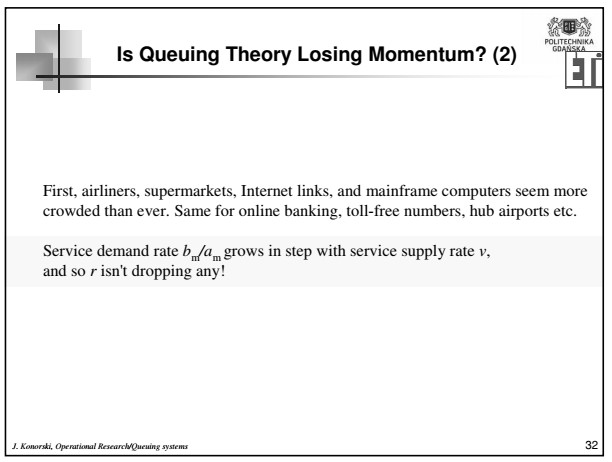 Is Queuing Theory Losing Momentum? (2)
POLITECHNIKA
GDAŃSKA
ETI
First, airliners, supermarkets, Internet links, and mainframe computers seem more
crowded than ever. Same for online banking, toll-free numbers, hub airports etc.
Service demand rate bm/am grows in step with service supply rate v,
and so r isn't dropping any!
J. Konorski, Operational Research/Queuing systems
32